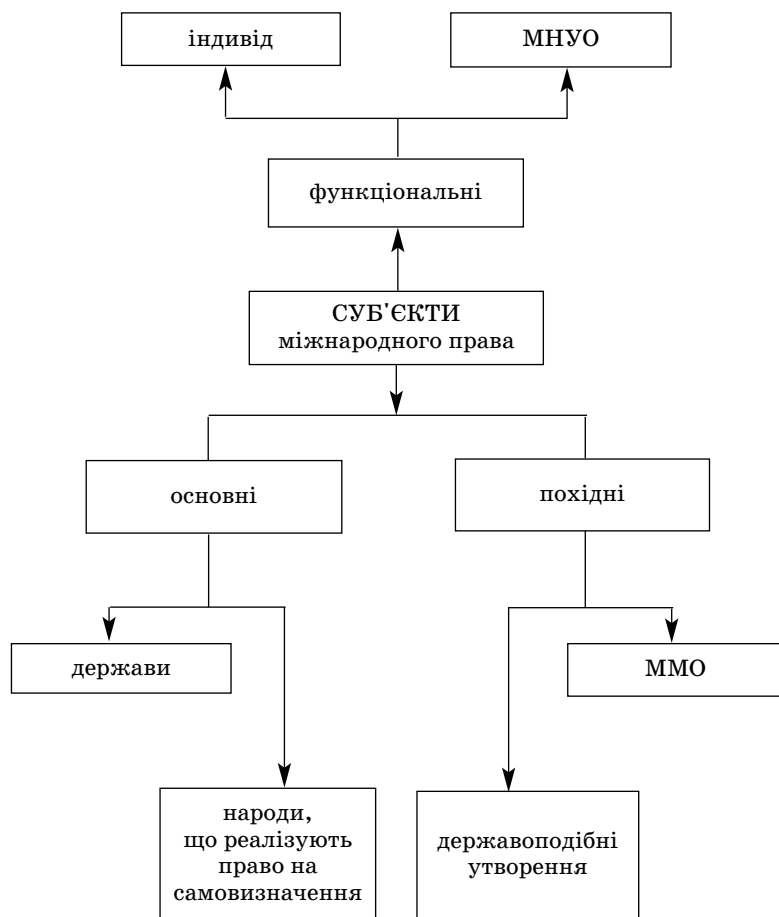 індивід
МНУО
функціональні
СУБ'ЄКТИ
міжнародного права
основні
похідні
держави
ММО
народи,
що реалізують
право на
самовизначення
державоподібні
утворення